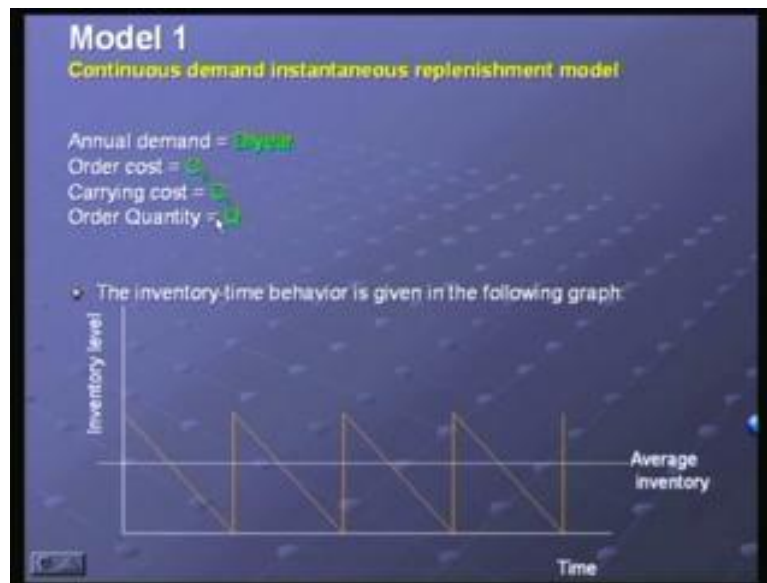 Model 1
Continuous demand instantaneous replenishment model
Annual demand = D/year
Order cost =
Carrying cost =
Order Quantity = Q
The inventory-time behavior is given in the following graph:
Inventory level
Average
inventory
Time